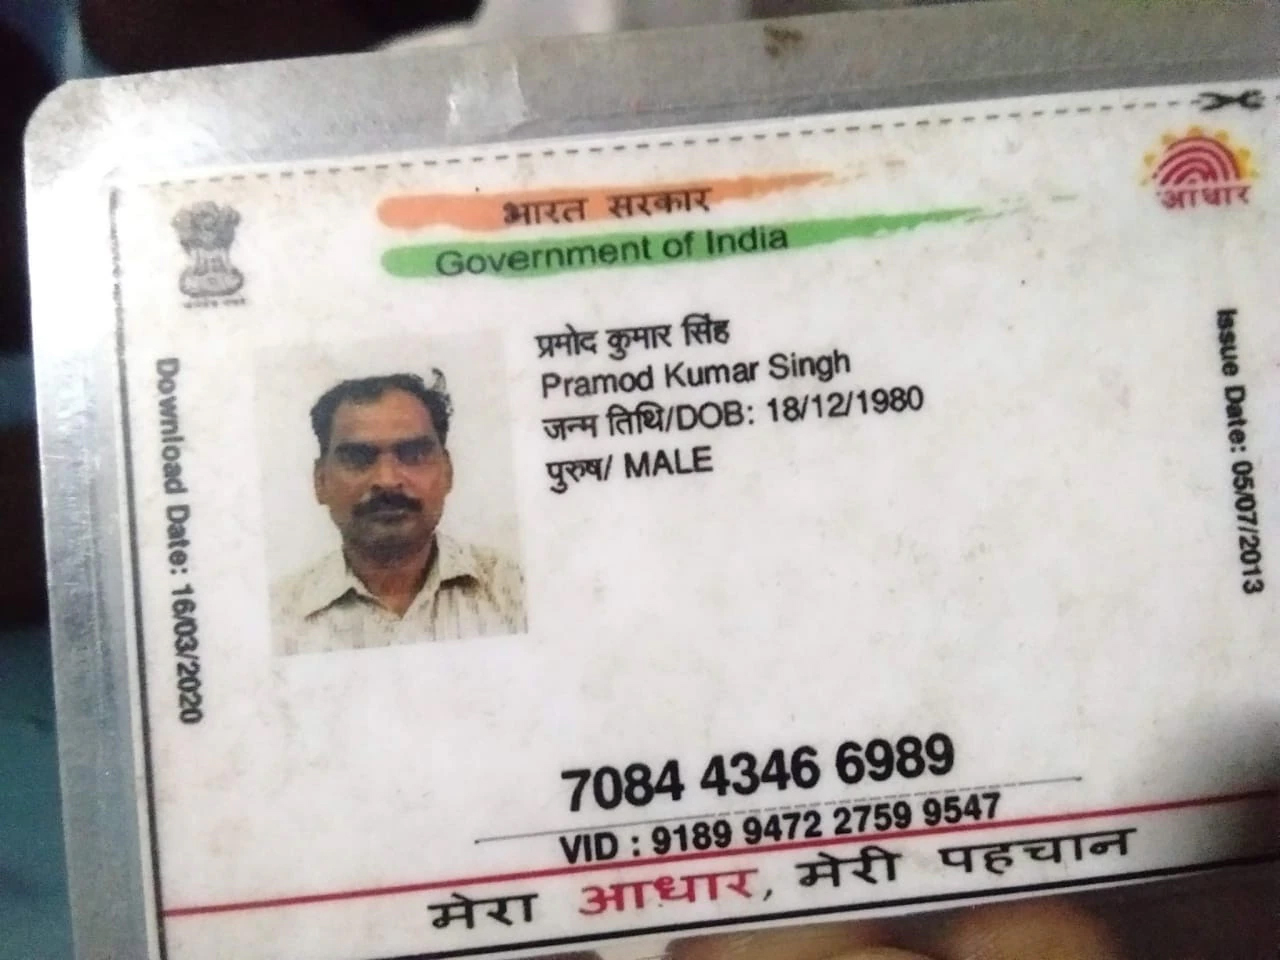 भारत सरकार
Government of India
आधार
Download Date: 16/03/2020
प्रमोद कुमार सिंह
Pramod Kumar Singh
जन्म तिथि/DOB: 18/12/1980
पुरुष/ MALE
Issue Date: 05/07/2013
7084 4346 6989
VID : 9189 9472 2759 9547
मेरा आधार, मेरी पहचान